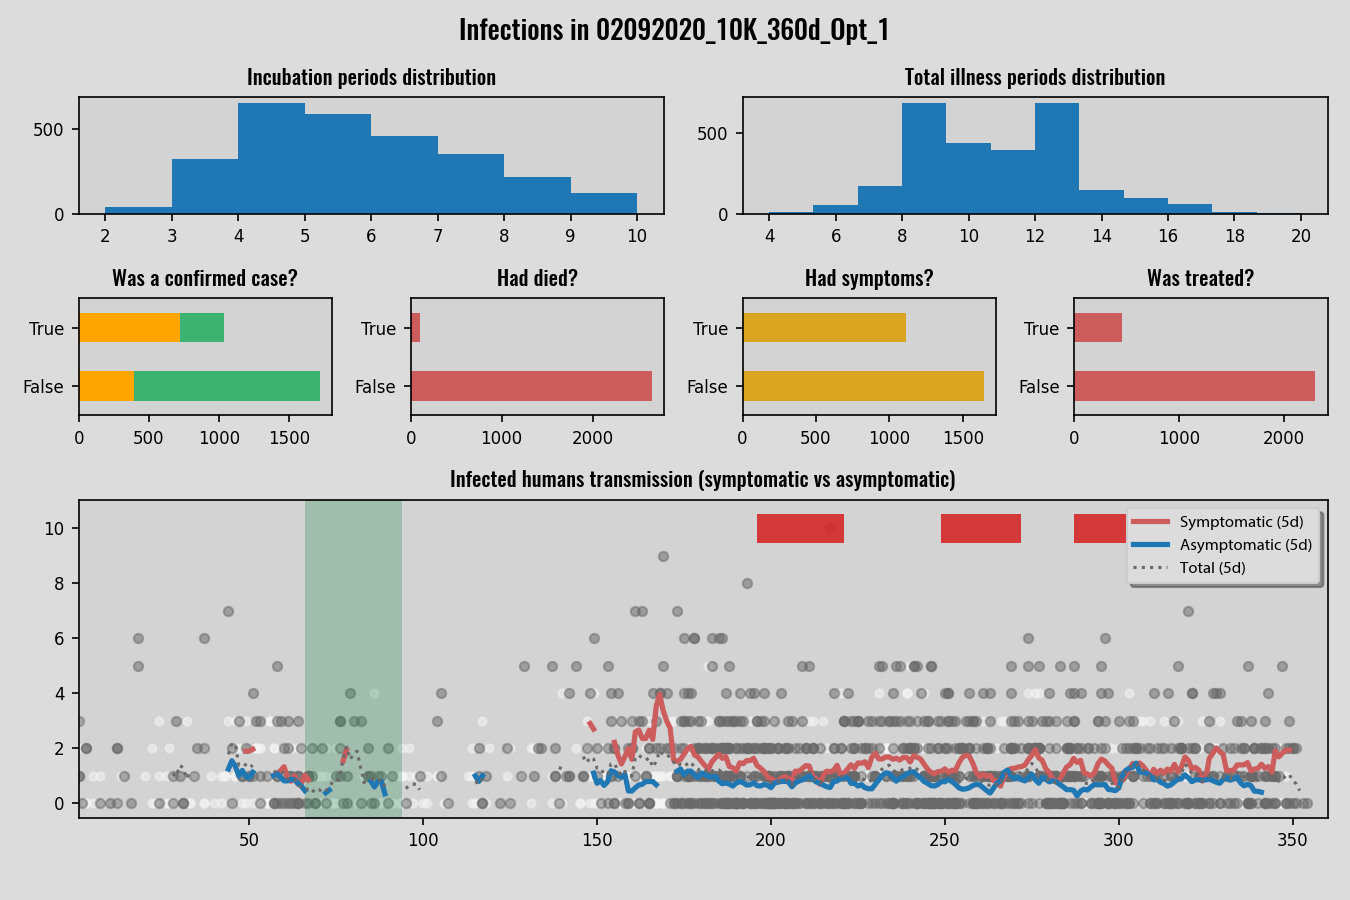 Infections in 02092020_10K_360d_Opt_1
Incubation periods distribution
Total illness periods distribution
500
0
2 3 4 5 6 7 8 9 10
500
0
4 6 8 10 12 14 16 18 20
Was a confirmed case?
Had died?
Had symptoms?
Was treated?
True
False
0 500 1000 1500
True
False
0 1000 2000
True
False
0 500 1000 1500
True
False
0 1000 2000
Infected humans transmission (symptomatic vs asymptomatic)
10
8
6
4
2
0
Symptomatic (5d)
Asymptomatic (5d)
Total (5d)
50 100 150 200 250 300 350